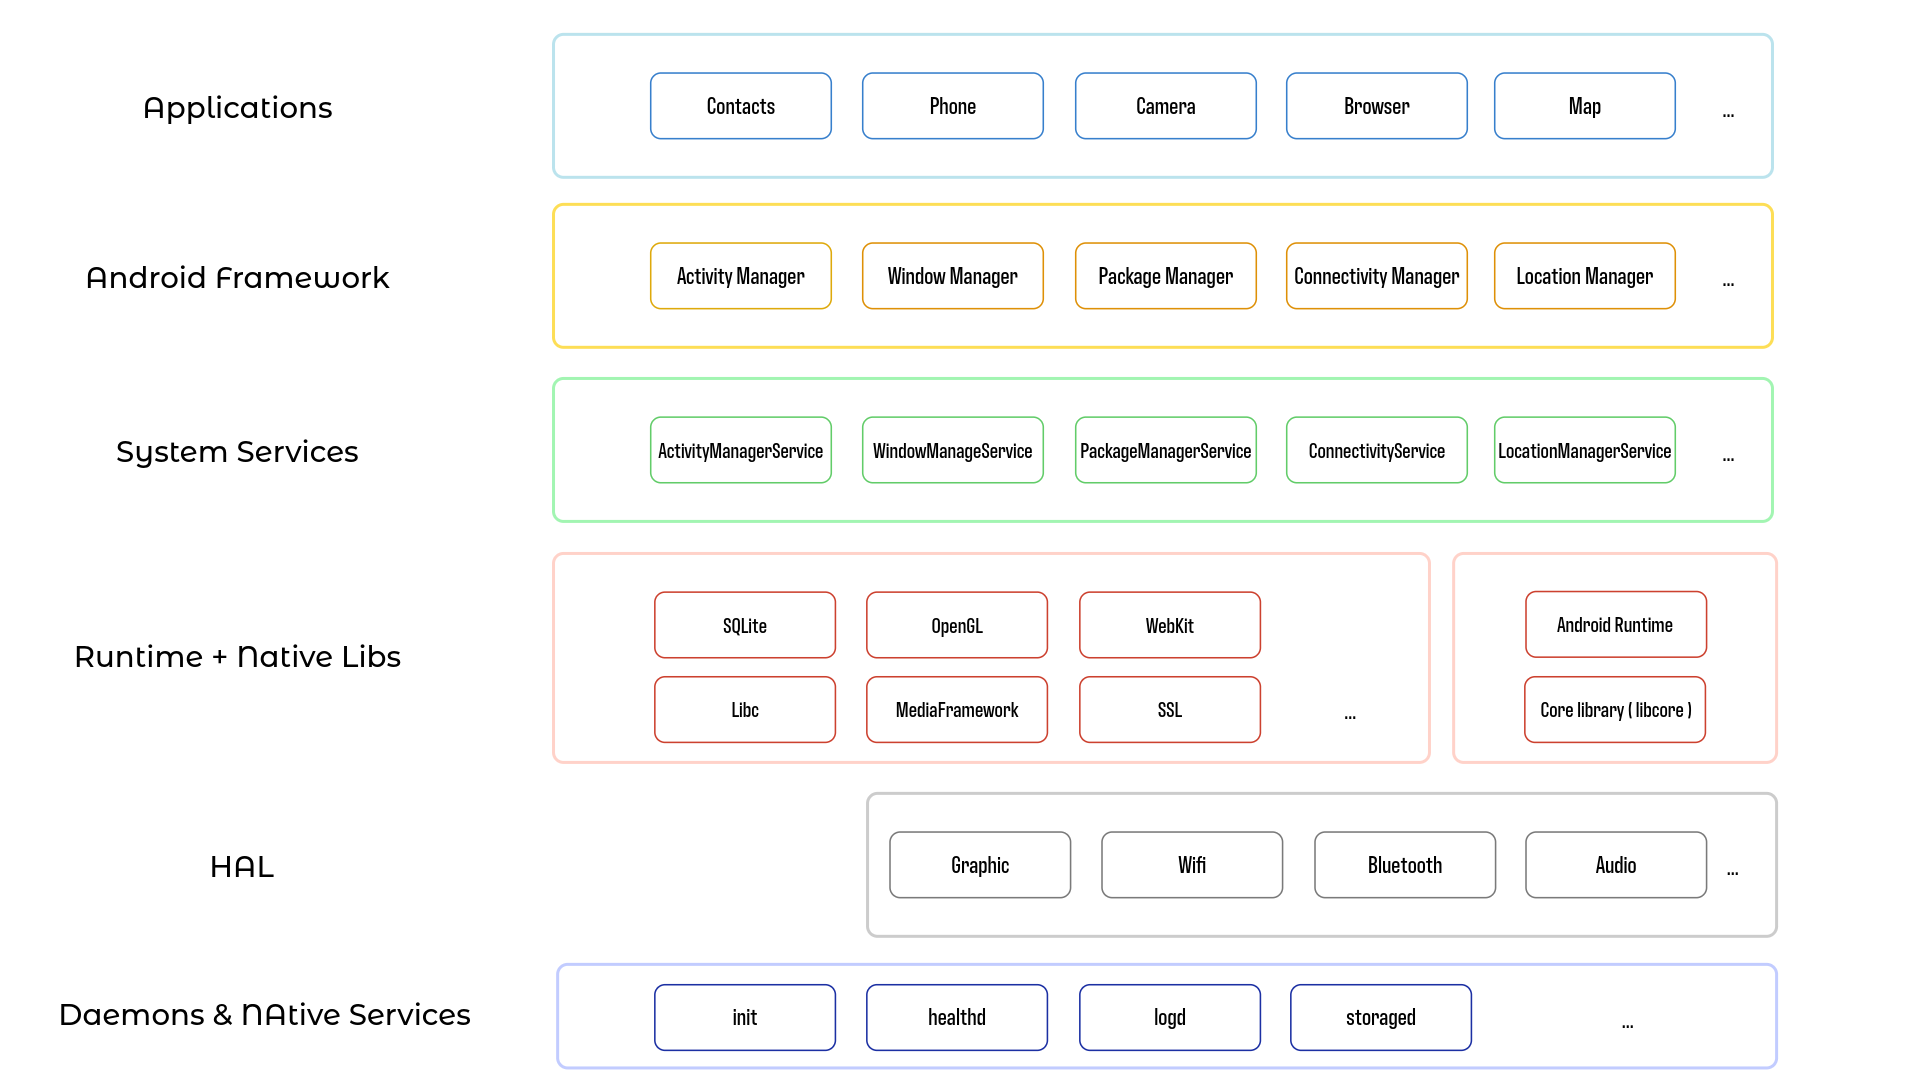 Applications
Contacts
Phone
Camera
Browser
Map
...
Android Framework
Activity Manager
Window Manager
Package Manager
Connectivity Manager
Location Manager
...
System Services
ActivityManagerService
WindowManageService
PackageManagerService
ConnectivityService
LocationManagerService
...
Runtime + Native Libs
SQLite
OpenGL
WebKit
Libc
MediaFramework
SSL
...
Android Runtime
Core library ( libcore )
HAL
Graphic
Wifi
Bluetooth
Audio
...
Daemons & NAtive Services
init
healthd
logd
storaged
...